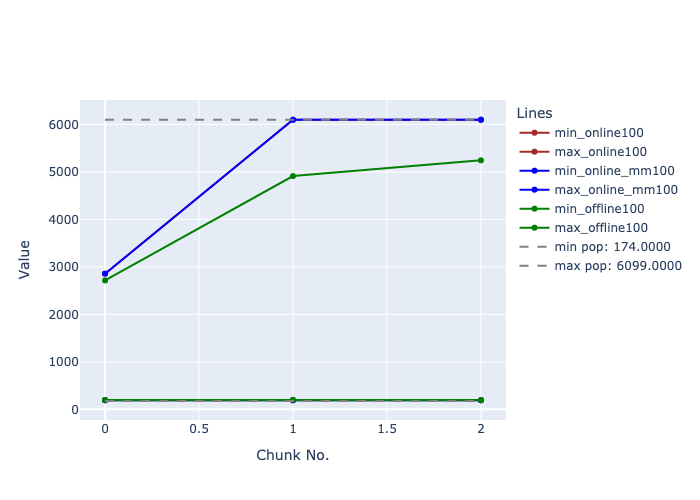 Lines
min_online100
max_online100
min_online_mm100
max_online_mm100
min_offline100
max_offline100
min pop: 174.0000
max pop: 6099.0000
Value
6000
5000
4000
3000
2000
1000
0
0
0.5
1
1.5
2
Chunk No.